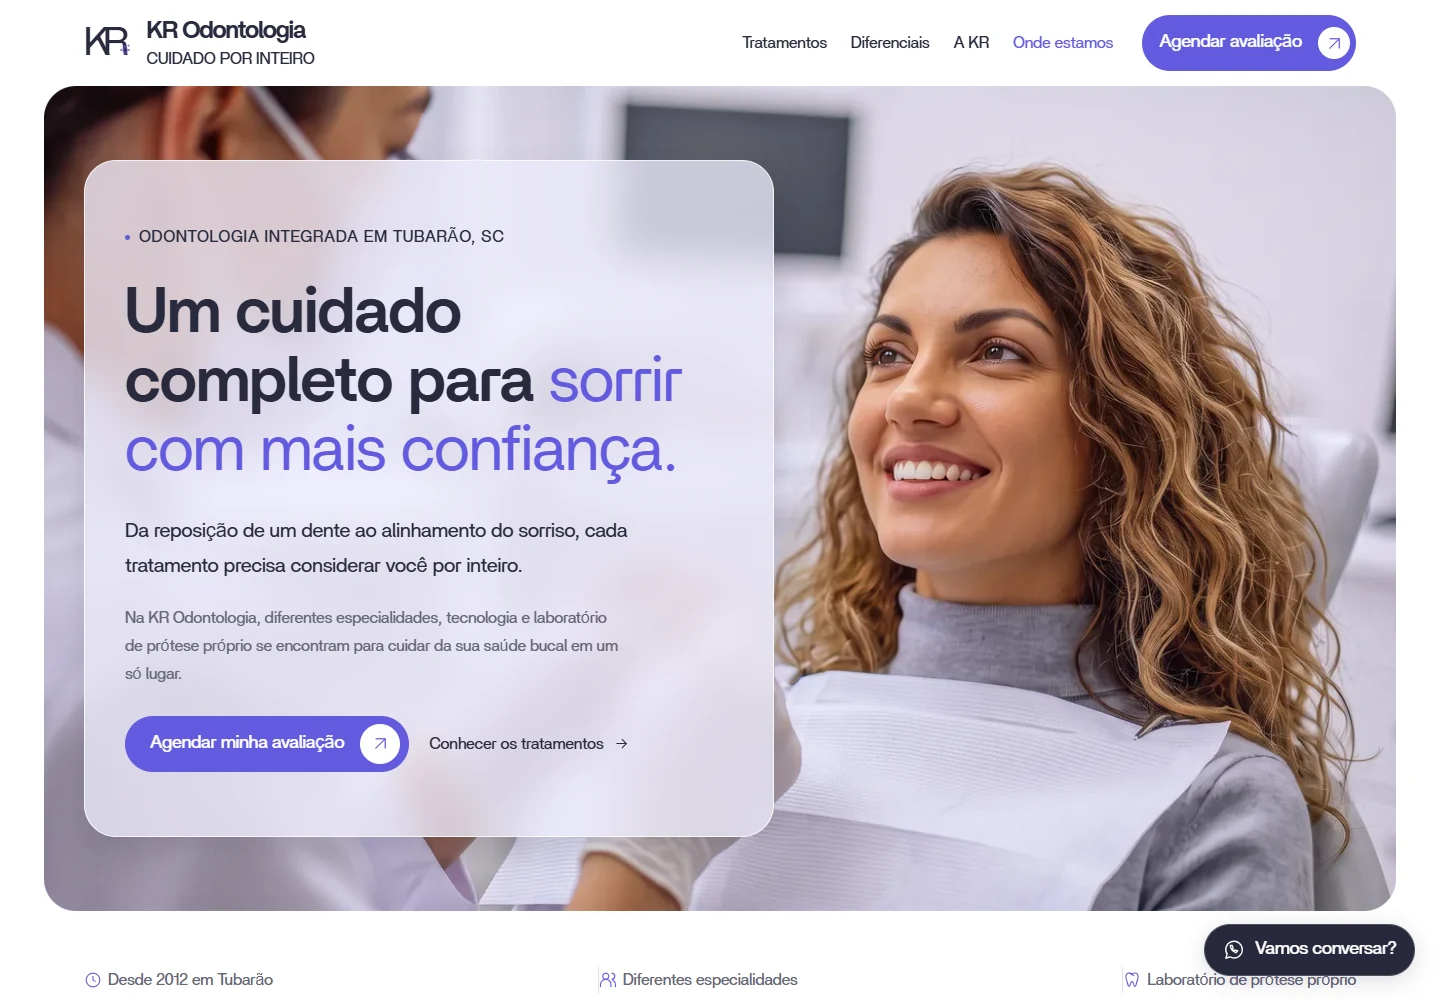 KR
KR Odontologia
CUIDADO POR INTEIRO
Tratamentos
Diferenciais
A KR
Onde estamos
Agendar avaliação
ODONTOLOGIA INTEGRADA EM TUBARÃO, SC
Um cuidado
completo para sorrir
com mais confiança.
Da reposição de um dente ao alinhamento do sorriso, cada
tratamento precisa considerar você por inteiro.
Na KR Odontologia, diferentes especialidades, tecnologia e laboratório
de prótese próprio se encontram para cuidar da sua saúde bucal em um
só lugar.
Agendar minha avaliação
Conhecer os tratamentos
Vamos conversar?
Desde 2012 em Tubarão
Diferentes especialidades
Laboratório de prótese próprio